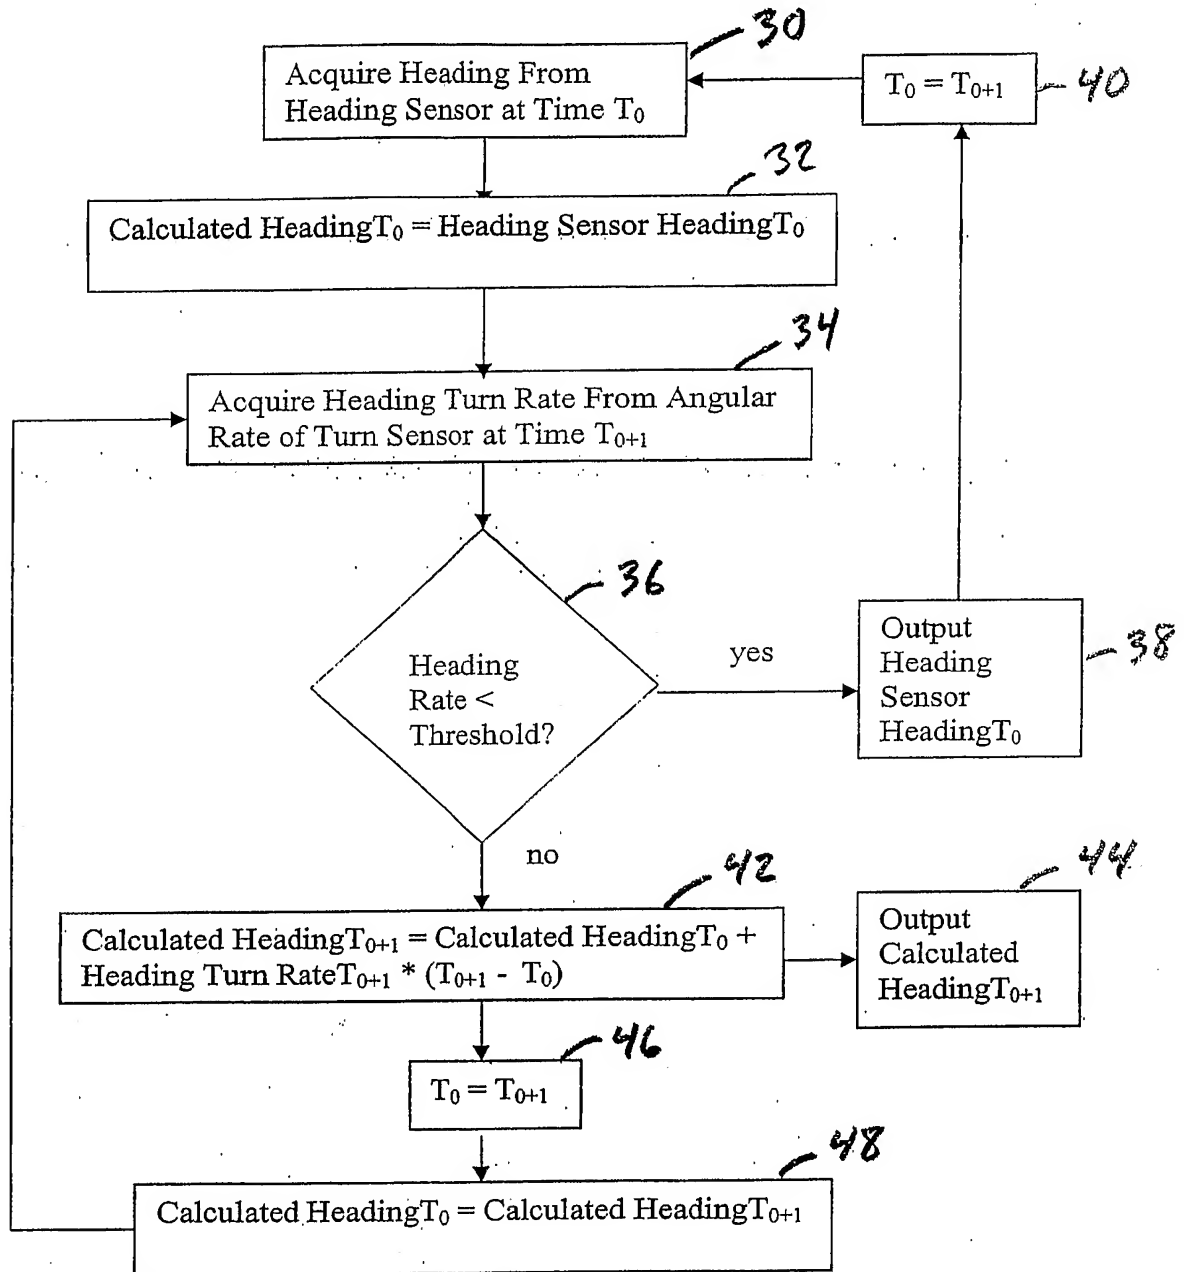 30
Acquire Heading From
Heading Sensor at Time T₀
T₀ = T₀₊₁
40
32
Calculated HeadingT₀ = Heading Sensor HeadingT₀
34
Acquire Heading Turn Rate From Angular
Rate of Turn Sensor at Time T₀₊₁
36
Heading
Rate <
Threshold?
yes
Output
Heading
Sensor
HeadingT₀
38
no
42
Calculated HeadingT₀₊₁ = Calculated HeadingT₀ +
Heading Turn RateT₀₊₁ * (T₀₊₁ - T₀)
44
Output
Calculated
HeadingT₀₊₁
46
T₀ = T₀₊₁
48
Calculated HeadingT₀ = Calculated HeadingT₀₊₁